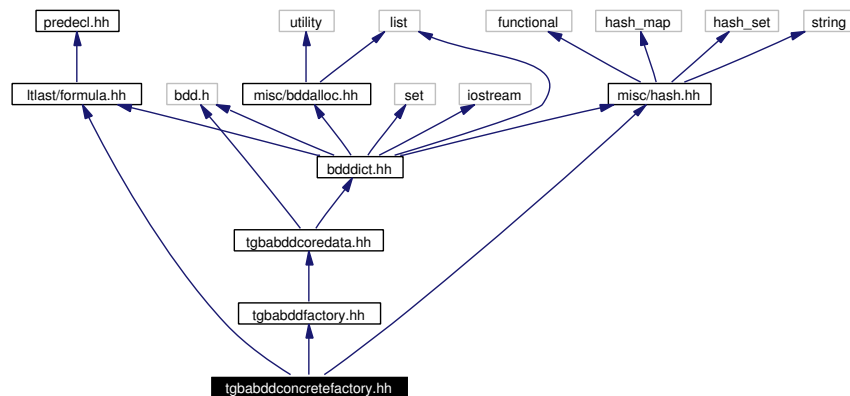 predecl.hh
utility
list
functional
hash_map
hash_set
string
ltlast/formula.hh
bdd.h
misc/bddalloc.hh
set
iostream
misc/hash.hh
bdddict.hh
tgbabddcoredata.hh
tgbabddfactory.hh
tgbabddconcretefactory.hh